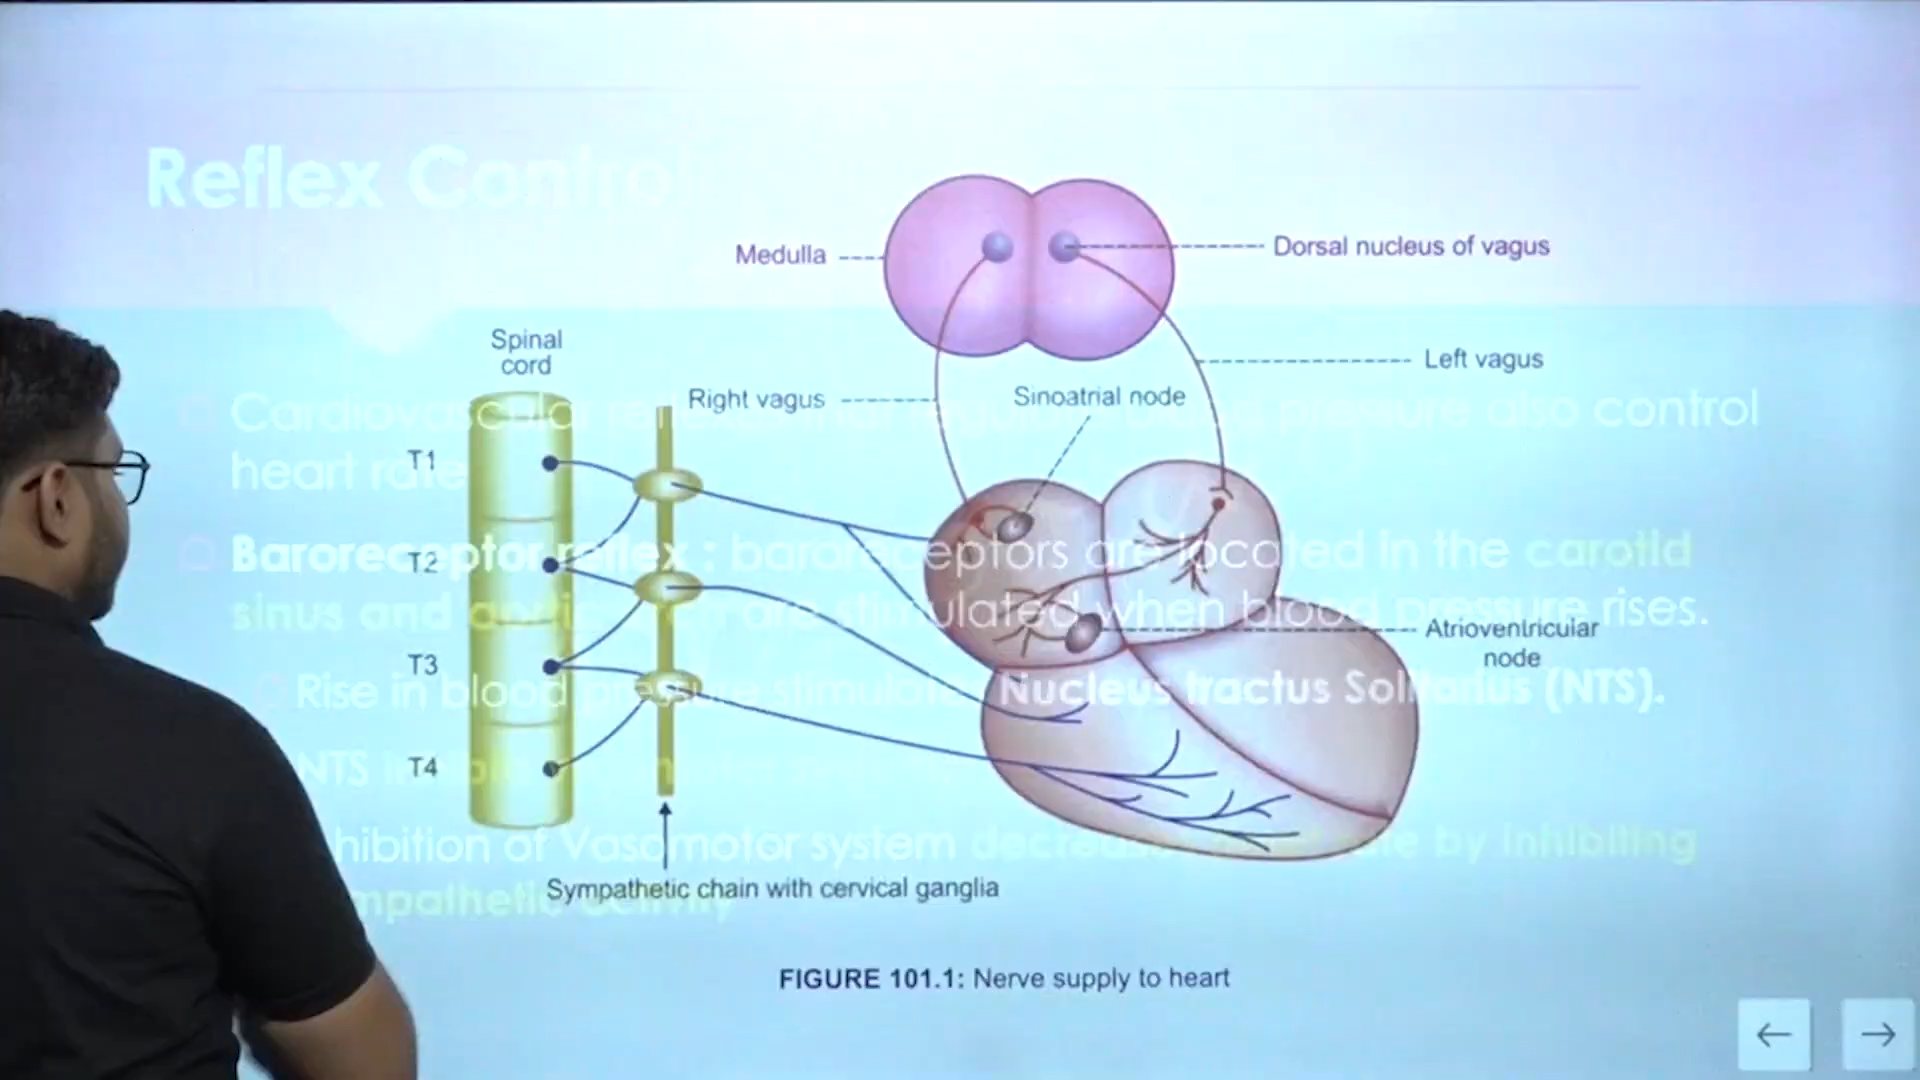 Reflex Control
Medulla
Dorsal nucleus of vagus
Spinal
cord
Left vagus
Right vagus
Sinoatrial node
Cardiovascular pressure also control
heart rate
T1
Baroreceptor reflex : baroreceptors are located in the carotid
T2
sinus and are stimulated when blood pressure rises.
Atrioventricular
node
T3
Rise in blood pressure Nucleus tractus Solitarius (NTS).
T4
NTS
Vasomotor system by inhibiting
Sympathetic chain with cervical ganglia
FIGURE 101.1: Nerve supply to heart